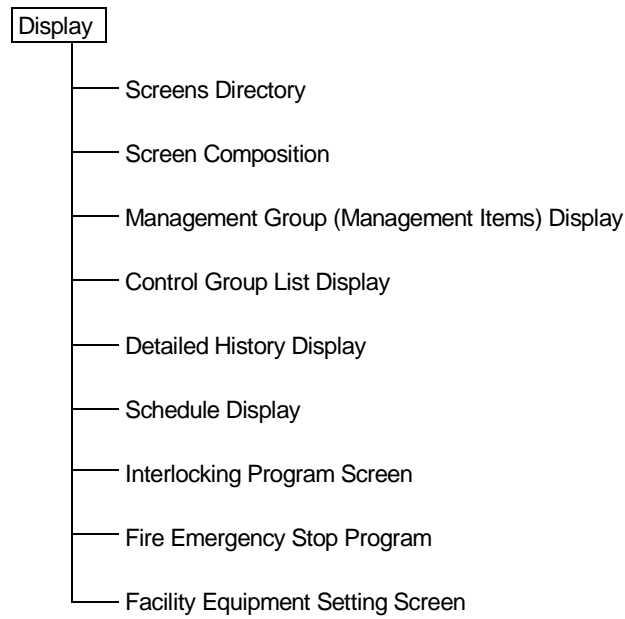 Display
Screens Directory
Screen Composition
Management Group (Management Items) Display
Control Group List Display
Detailed History Display
Schedule Display
Interlocking Program Screen
Fire Emergency Stop Program
Facility Equipment Setting Screen